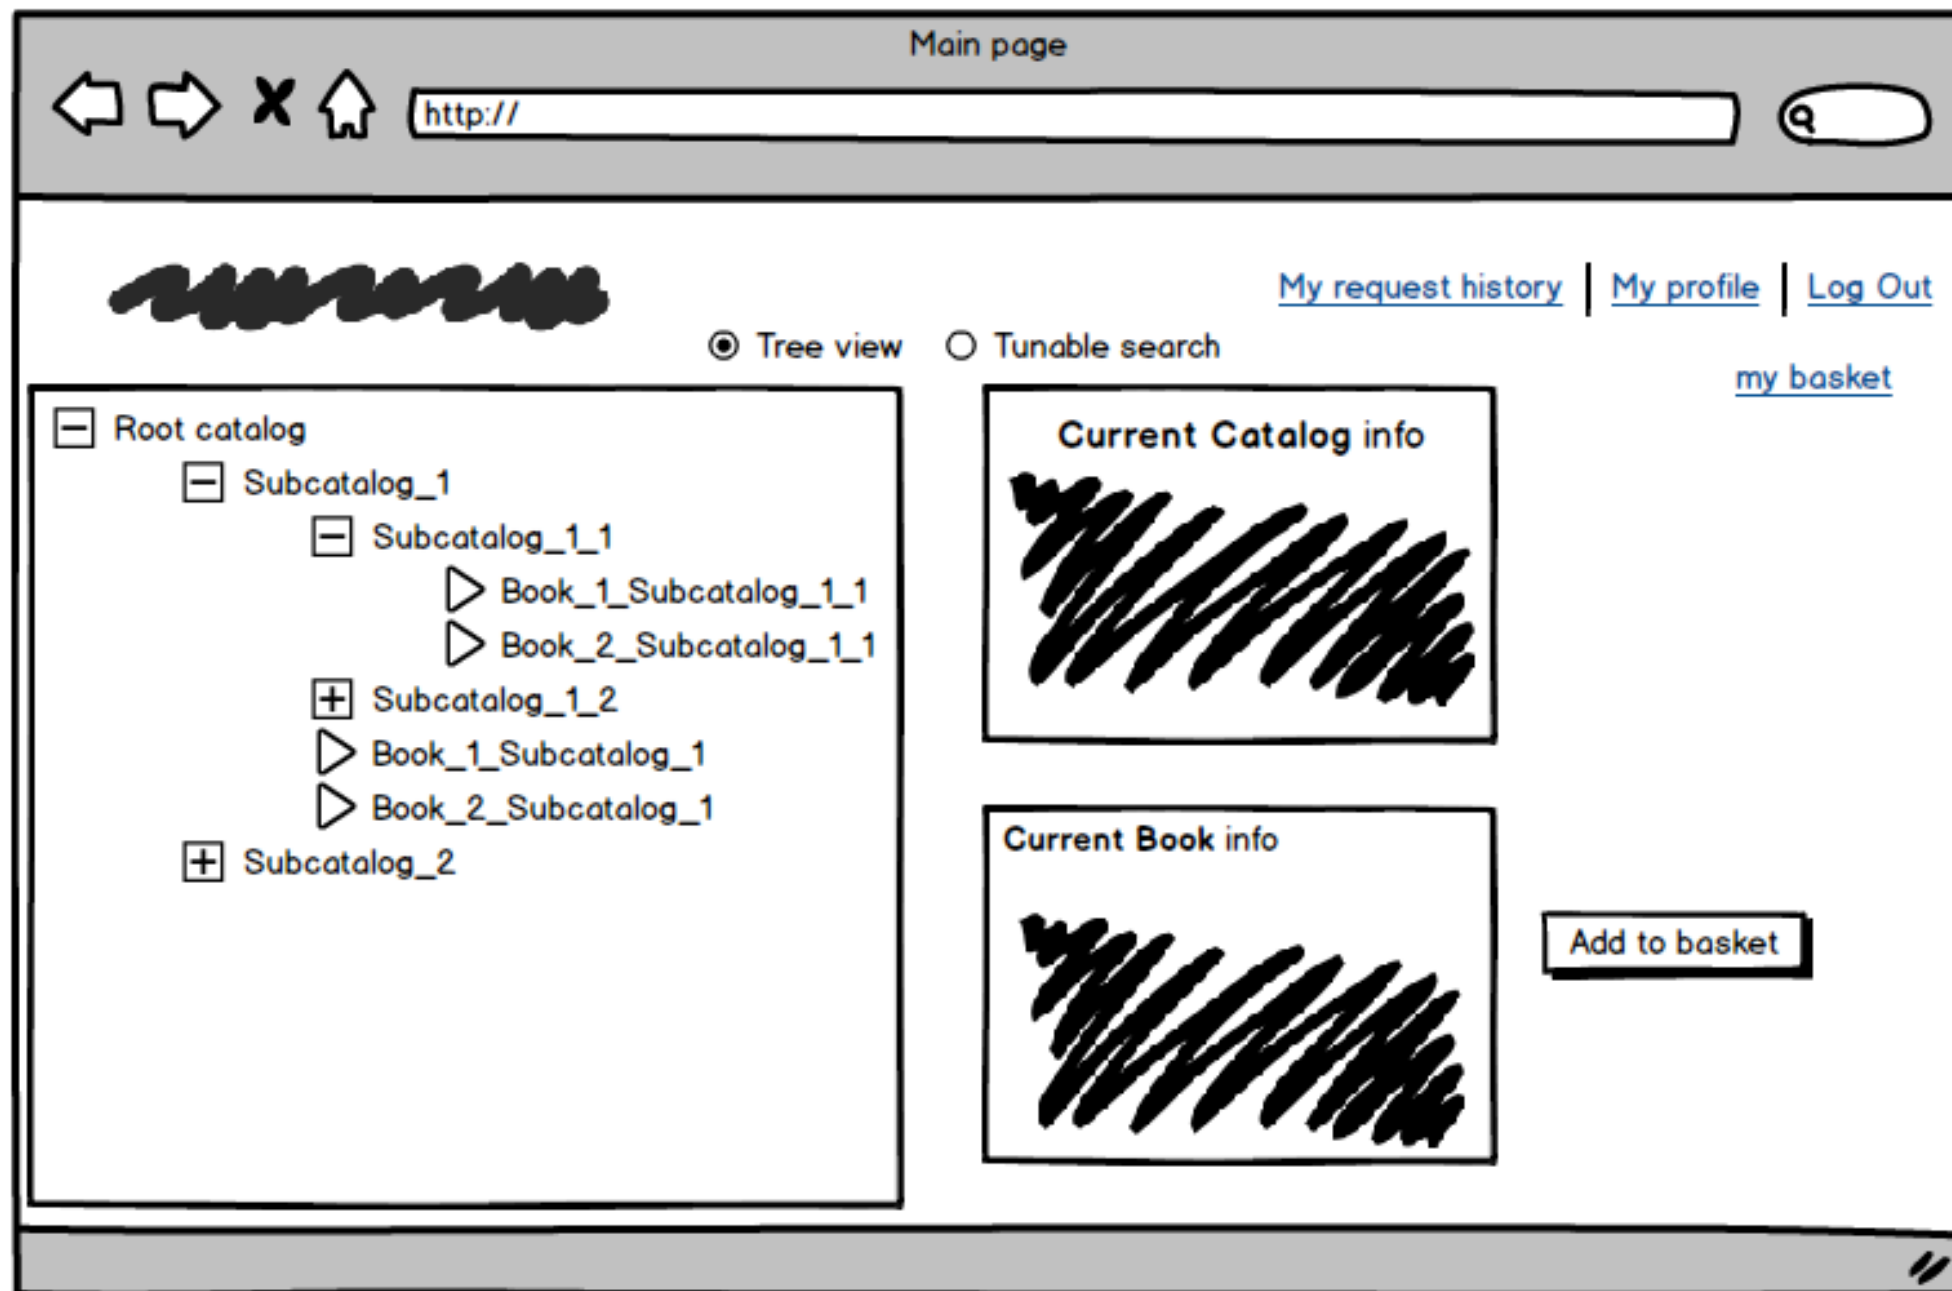 Main page
http://
My request history | My profile | Log Out
Tree view Tunable search
my basket
Root catalog
Subcatalog_1
Subcatalog_1_1
Book_1_Subcatalog_1_1
Book_2_Subcatalog_1_1
Subcatalog_1_2
Book_1_Subcatalog_1
Book_2_Subcatalog_1
Subcatalog_2
Current Catalog info
Current Book info
Add to basket